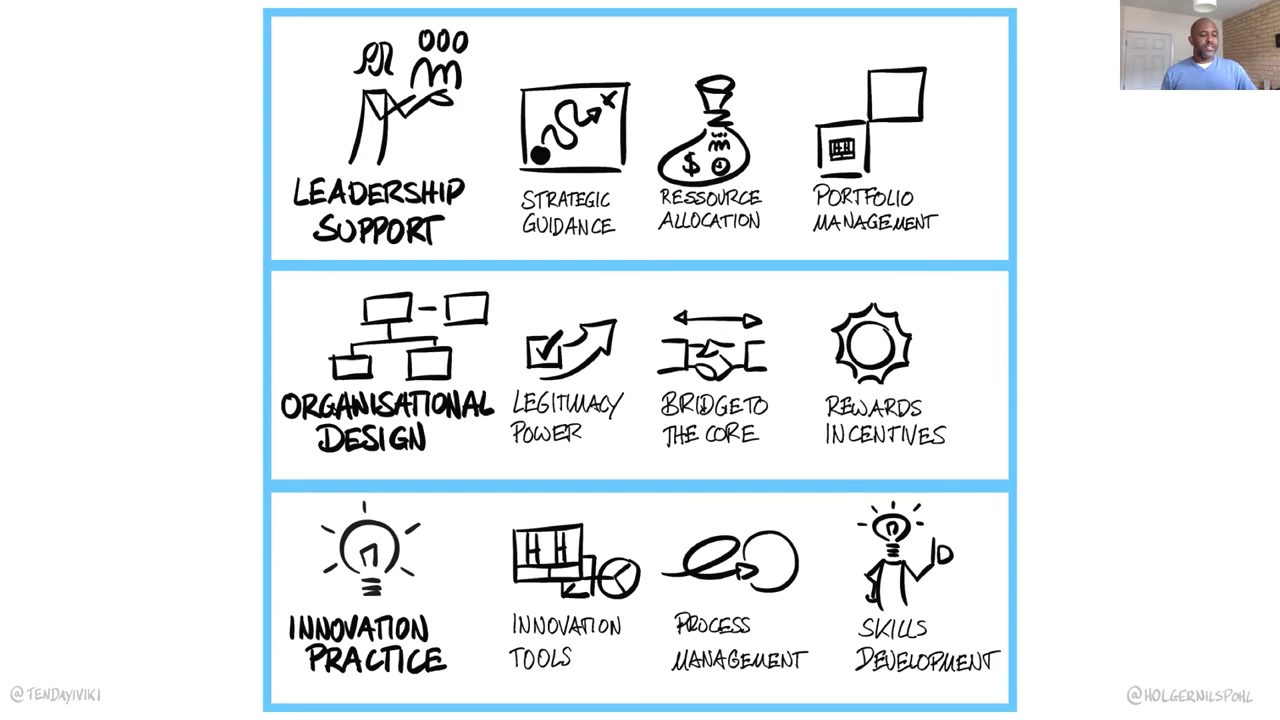 LEADERSHIP
SUPPORT
STRATEGIC
GUIDANCE
$
RESSOURCE
ALLOCATION
PORTFOLIO
MANAGEMENT
ORGANISATIONAL
DESIGN
LEGITIMACY
POWER
BRIDGE TO
THE CORE
REWARDS
INCENTIVES
INNOVATION
PRACTICE
INNOVATION
TOOLS
PROCESS
MANAGEMENT
SKILLS
DEVELOPMENT
@TENDAYIVIKI
@HOLGERNILSPOHL